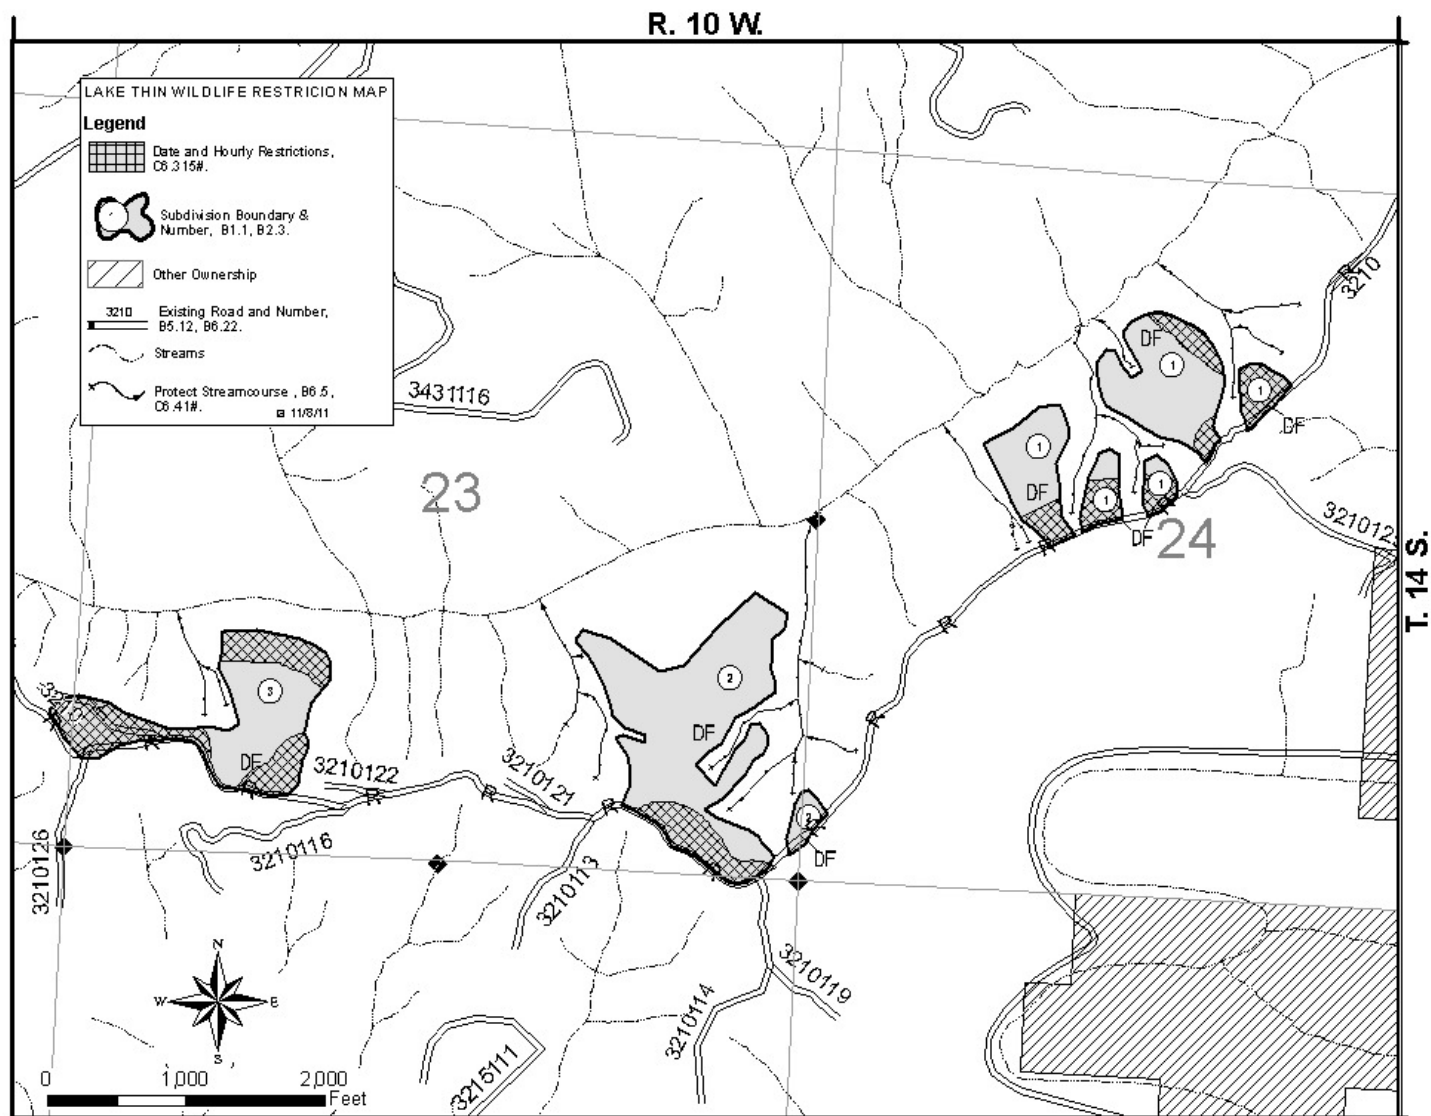 R. 10 W.
LAKE THIN WILDLIFE RESTRICION MAP
Legend
Date and Hourly Restrictions,
C6.315#.
Subdivision Boundary &
Number, B1.1, B2.3.
Other Ownership
3210
Existing Road and Number,
B5.12, B6.22.
Streams
Protect Streamcourse , B6.5,
C6.41#.
11/8/11
3431116
23
3210
DF
1
1
DF
1
DF
1
1
DF
24
T. 14 S.
3
DF
2
DF
2
DF
3210122
3210121
3210116
3210126
3210113
3210119
3210114
3215111
N
W
E
S
0
1,000
2,000
Feet